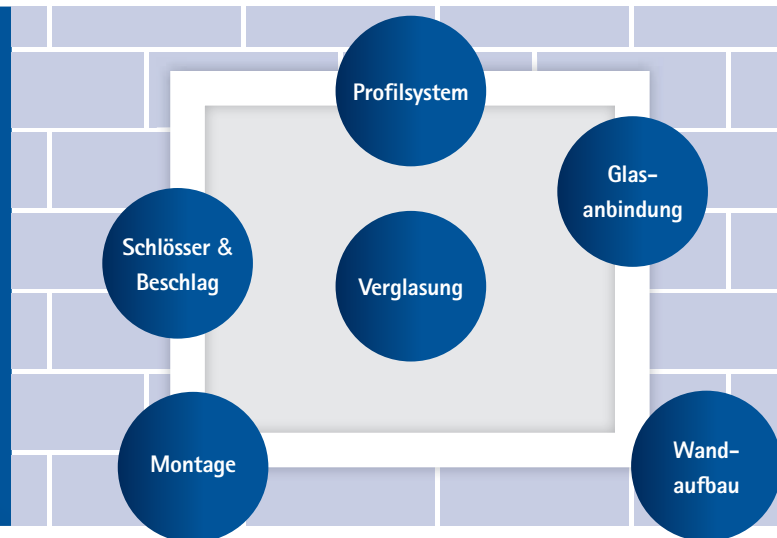 Profilsystem
Glas-
anbindung
Schlösser &
Beschlag
Verglasung
Montage
Wand-
aufbau